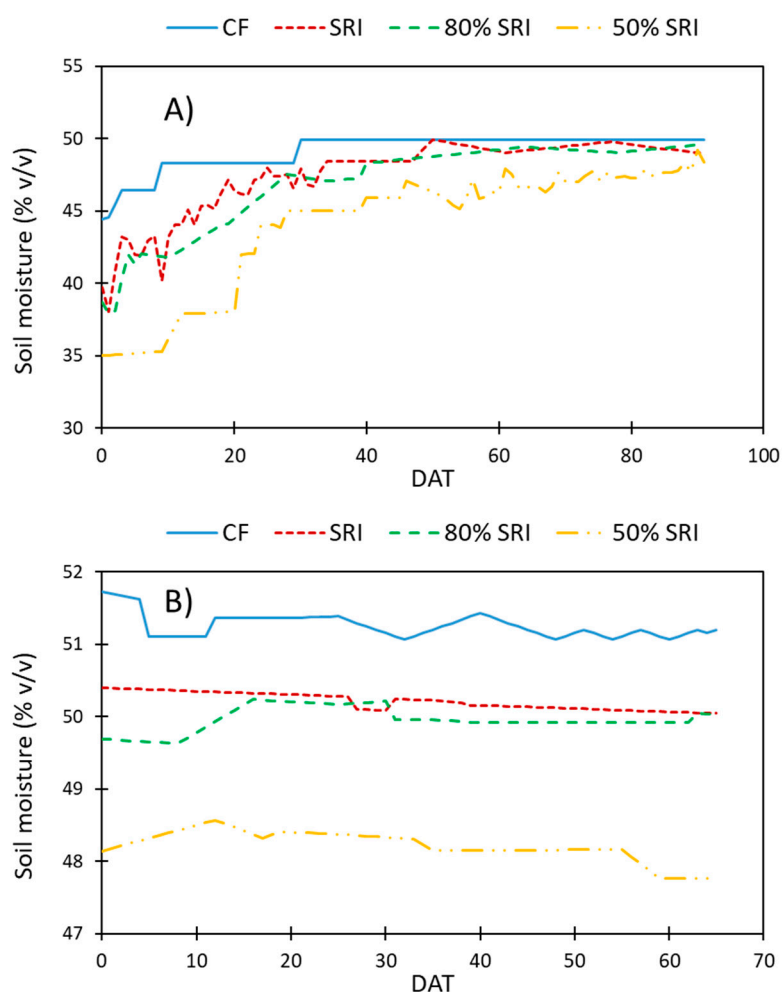 CF SRI 80% SRI 50% SRI
A)
Soil moisture (% v/v)
55
50
45
40
35
30
0 20 40 60 80 100
DAT
CF SRI 80% SRI 50% SRI
B)
Soil moisture (% v/v)
52
51
50
49
48
47
0 10 20 30 40 50 60 70
DAT